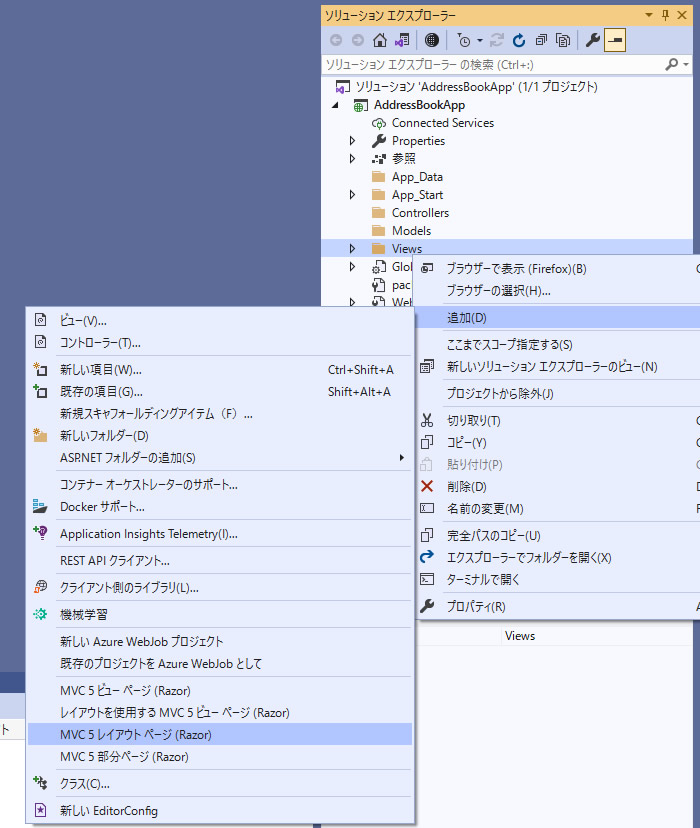 ソリューション エクスプローラー
ソリューション エクスプローラー の検索 (Ctrl+:)
ソリューション 'AddressBookApp' (1/1 プロジェクト)
AddressBookApp
Connected Services
Properties
参照
App_Data
App_Start
Controllers
Models
Views
Glol
pac
Wel
ブラウザーで表示 (Firefox)(B)
ブラウザーの選択(H)...
追加(D)
ここまでスコープ指定する(S)
新しいソリューション エクスプローラーのビュー(N)
プロジェクトから除外(J)
切り取り(T)
コピー(Y)
貼り付け(P)
削除(D)
名前の変更(M)
完全パスのコピー(U)
エクスプローラーでフォルダーを開く(X)
ターミナルで開く
プロパティ(R)
Views
ビュー(V)...
コントローラー(T)...
新しい項目(W)... Ctrl+Shift+A
既存の項目(G)... Shift+Alt+A
新規スキャフォールディングアイテム（F）...
新しいフォルダー(D)
ASP.NET フォルダーの追加(S)
コンテナー オーケストレーターのサポート...
Docker サポート...
Application Insights Telemetry(I)...
REST API クライアント...
クライアント側のライブラリ(L)...
機械学習
新しい Azure WebJob プロジェクト
既存のプロジェクトを Azure WebJob として
MVC 5 ビュー ページ (Razor)
レイアウトを使用する MVC 5 ビュー ページ (Razor)
MVC 5 レイアウト ページ (Razor)
MVC 5 部分ページ (Razor)
クラス(C)...
新しい EditorConfig
ト